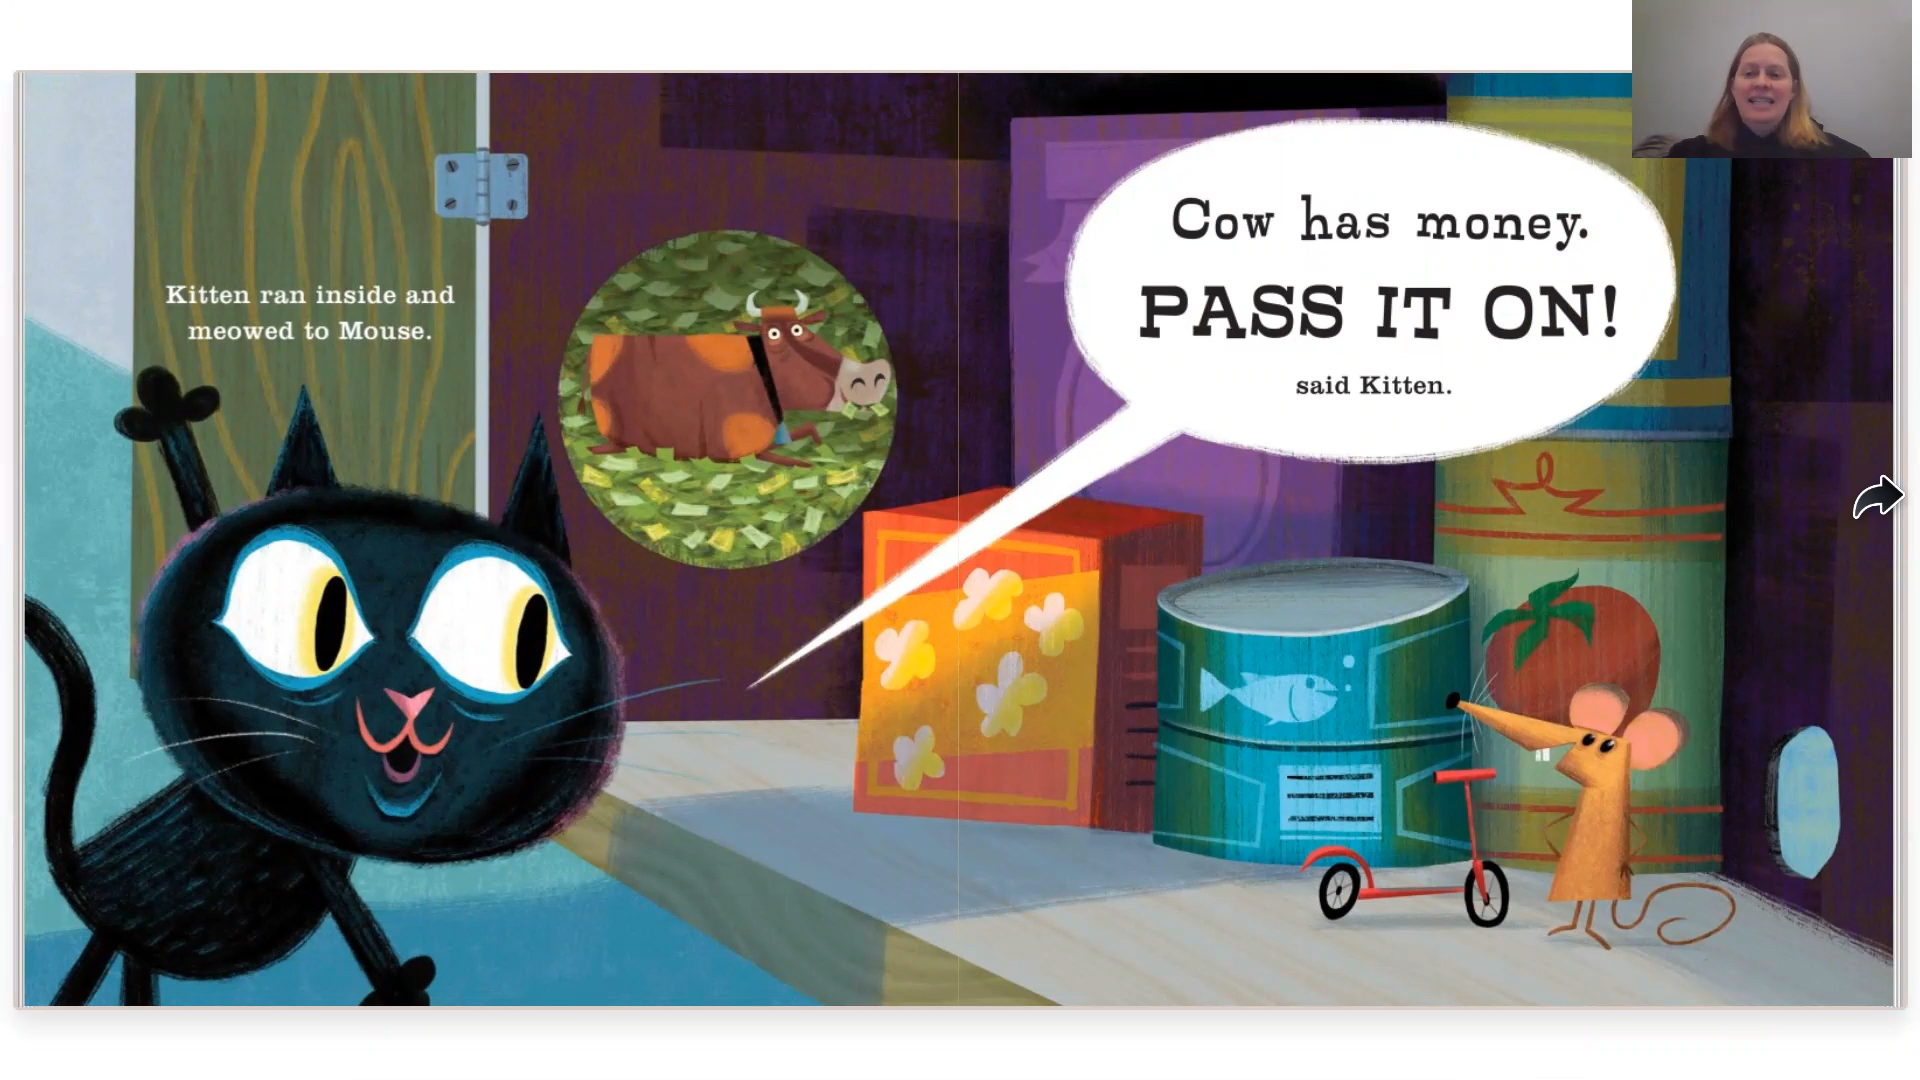 Kitten ran inside and
meowed to Mouse.
Cow has money.
PASS IT ON!
said Kitten.